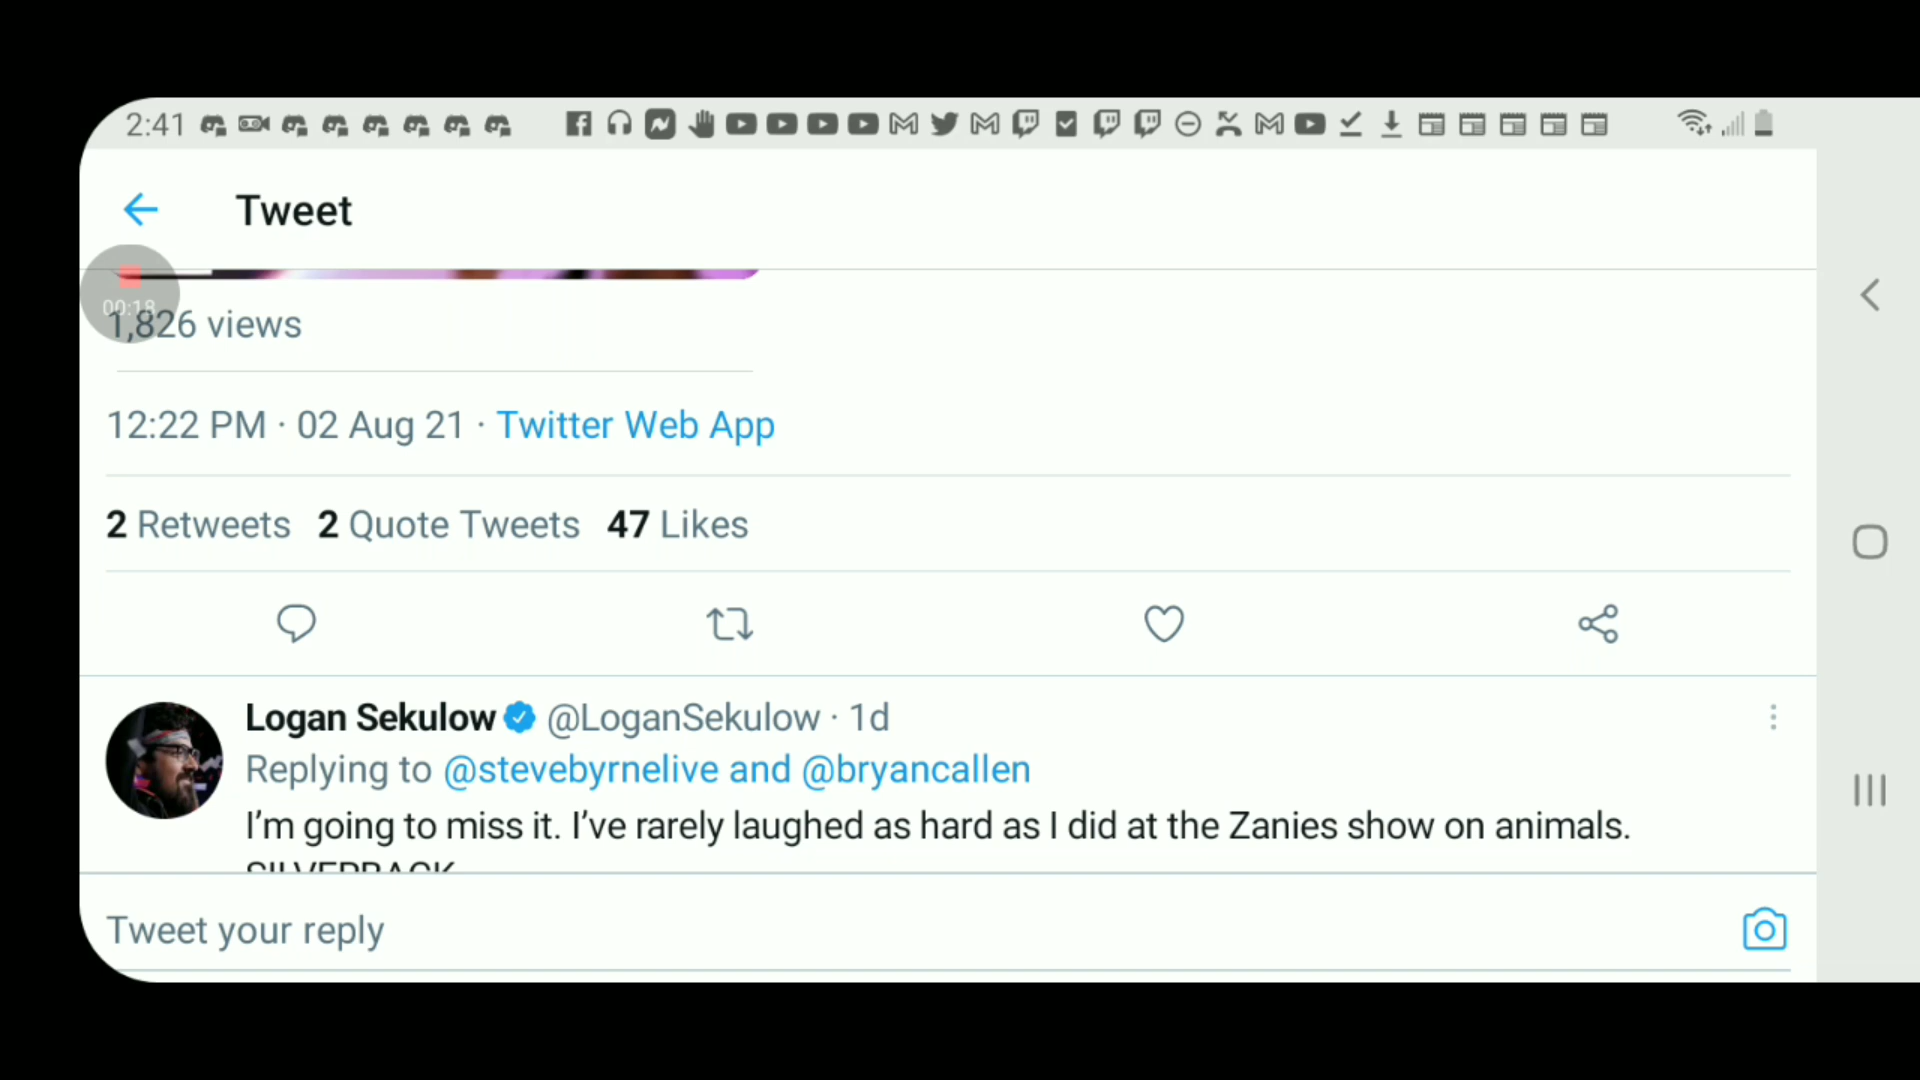 2:41
Tweet
00:18
1,826 views
12:22 PM · 02 Aug 21 · Twitter Web App
2 Retweets 2 Quote Tweets 47 Likes
Logan Sekulow @LoganSekulow · 1d
Replying to @stevebyrnelive and @bryancallen
I'm going to miss it. I've rarely laughed as hard as I did at the Zanies show on animals.
SILVERBACK
Tweet your reply